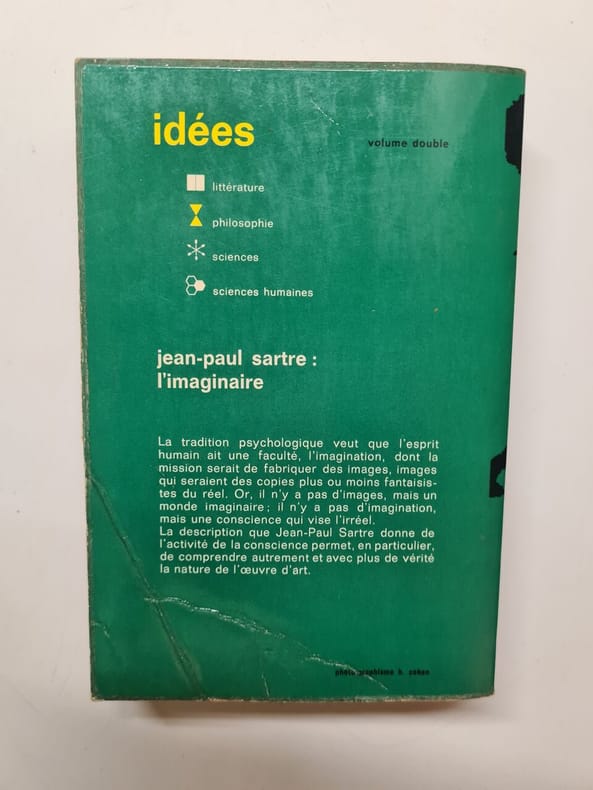 idées
volume double
littérature
philosophie
sciences
sciences humaines
jean-paul sartre :
l'imaginaire
La tradition psychologique veut que l'esprit
humain ait une faculté, l'imagination, dont la
mission serait de fabriquer des images, images
qui seraient des copies plus ou moins fantaisis-
tes du réel. Or, il n'y a pas d'images, mais un
monde imaginaire; il n'y a pas d'imagination,
mais une conscience qui vise l'irréel.
La description que Jean-Paul Sartre donne de
l'activité de la conscience permet, en particulier,
de comprendre autrement et avec plus de vérité
la nature de l'œuvre d'art.
photographisme h. cohen